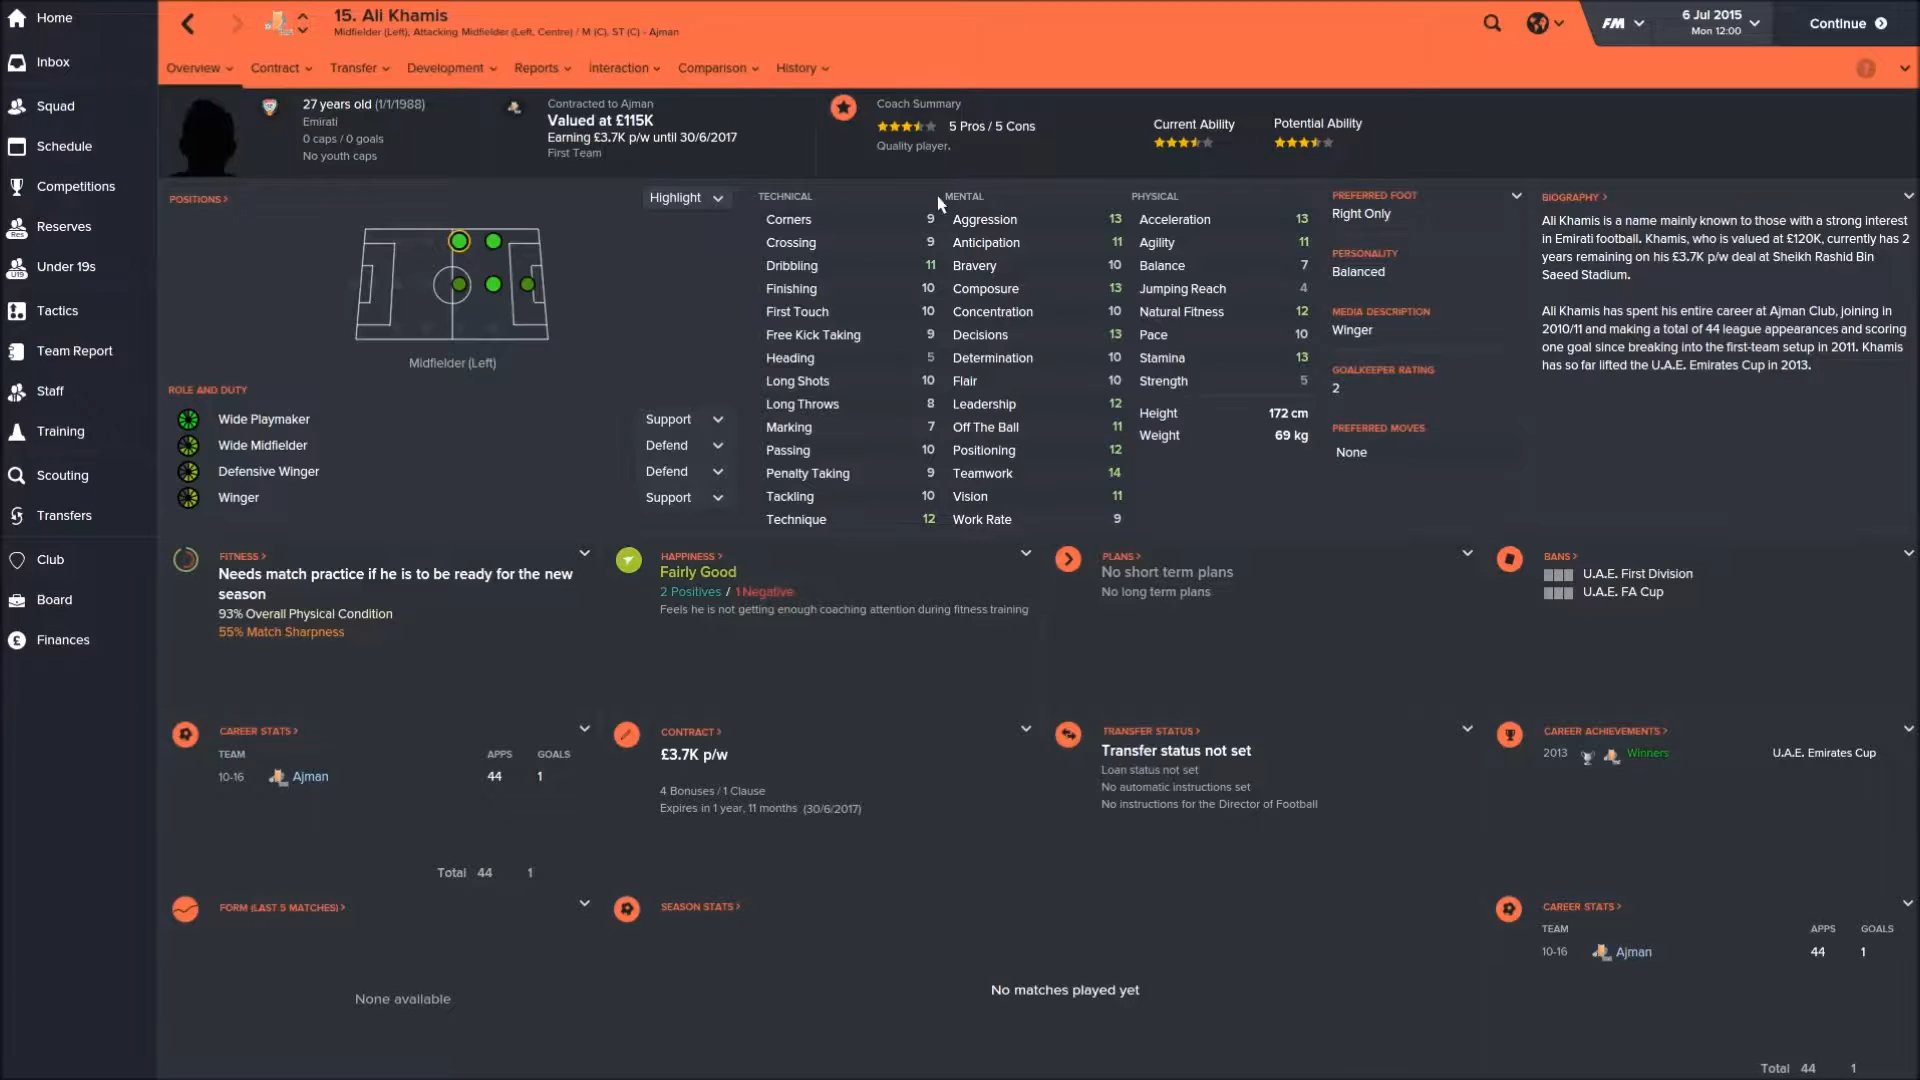 Home
Inbox
Squad
Schedule
Competitions
Reserves
Under 19s
Tactics
Team Report
Staff
Training
Scouting
Transfers
Club
Board
Finances
15. Ali Khamis
Midfielder (Left), Attacking Midfielder (Left, Centre) / M (C), ST (C) - Ajman
FM
6 Jul 2015
Mon 12:00
Continue
Overview Contract Transfer Development Reports Interaction Comparison History
27 years old (1/1/1988)
Emirati
0 caps / 0 goals
No youth caps
Contracted to Ajman
Valued at £115K
Earning £3.7K p/w until 30/6/2017
First Team
Coach Summary
5 Pros / 5 Cons
Quality player.
Current Ability
Potential Ability
POSITIONS >
Highlight
Midfielder (Left)
ROLE AND DUTY
Wide Playmaker Support
Wide Midfielder Defend
Defensive Winger Defend
Winger Support
TECHNICAL
Corners 9
Crossing 9
Dribbling 11
Finishing 10
First Touch 10
Free Kick Taking 9
Heading 5
Long Shots 10
Long Throws 8
Marking 7
Passing 10
Penalty Taking 9
Tackling 10
Technique 12
MENTAL
Aggression 13
Anticipation 11
Bravery 10
Composure 13
Concentration 10
Decisions 13
Determination 10
Flair 10
Leadership 12
Off The Ball 11
Positioning 12
Teamwork 14
Vision 11
Work Rate 9
PHYSICAL
Acceleration 13
Agility 11
Balance 7
Jumping Reach 4
Natural Fitness 12
Pace 10
Stamina 13
Strength 5
Height 172 cm
Weight 69 kg
PREFERRED FOOT
Right Only
PERSONALITY
Balanced
MEDIA DESCRIPTION
Winger
GOALKEEPER RATING
2
PREFERRED MOVES
None
BIOGRAPHY >
Ali Khamis is a name mainly known to those with a strong interest
in Emirati football. Khamis, who is valued at £120K, currently has 2
years remaining on his £3.7K p/w deal at Sheikh Rashid Bin
Saeed Stadium.
Ali Khamis has spent his entire career at Ajman Club, joining in
2010/11 and making a total of 44 league appearances and scoring
one goal since breaking into the first-team setup in 2011. Khamis
has so far lifted the U.A.E. Emirates Cup in 2013.
FITNESS >
Needs match practice if he is to be ready for the new
season
93% Overall Physical Condition
55% Match Sharpness
HAPPINESS >
Fairly Good
2 Positives / 1 Negative
Feels he is not getting enough coaching attention during fitness training
PLANS >
No short term plans
No long term plans
BANS >
U.A.E. First Division
U.A.E. FA Cup
CAREER STATS >
TEAM APPS GOALS
10-16 Ajman 44 1
Total 44 1
CONTRACT >
£3.7K p/w
4 Bonuses / 1 Clause
Expires in 1 year, 11 months (30/6/2017)
TRANSFER STATUS >
Transfer status not set
Loan status not set
No automatic instructions set
No instructions for the Director of Football
CAREER ACHIEVEMENTS >
2013 Winners U.A.E. Emirates Cup
FORM (LAST 5 MATCHES) >
None available
SEASON STATS >
No matches played yet
CAREER STATS >
TEAM APPS GOALS
10-16 Ajman 44 1
Total 44 1